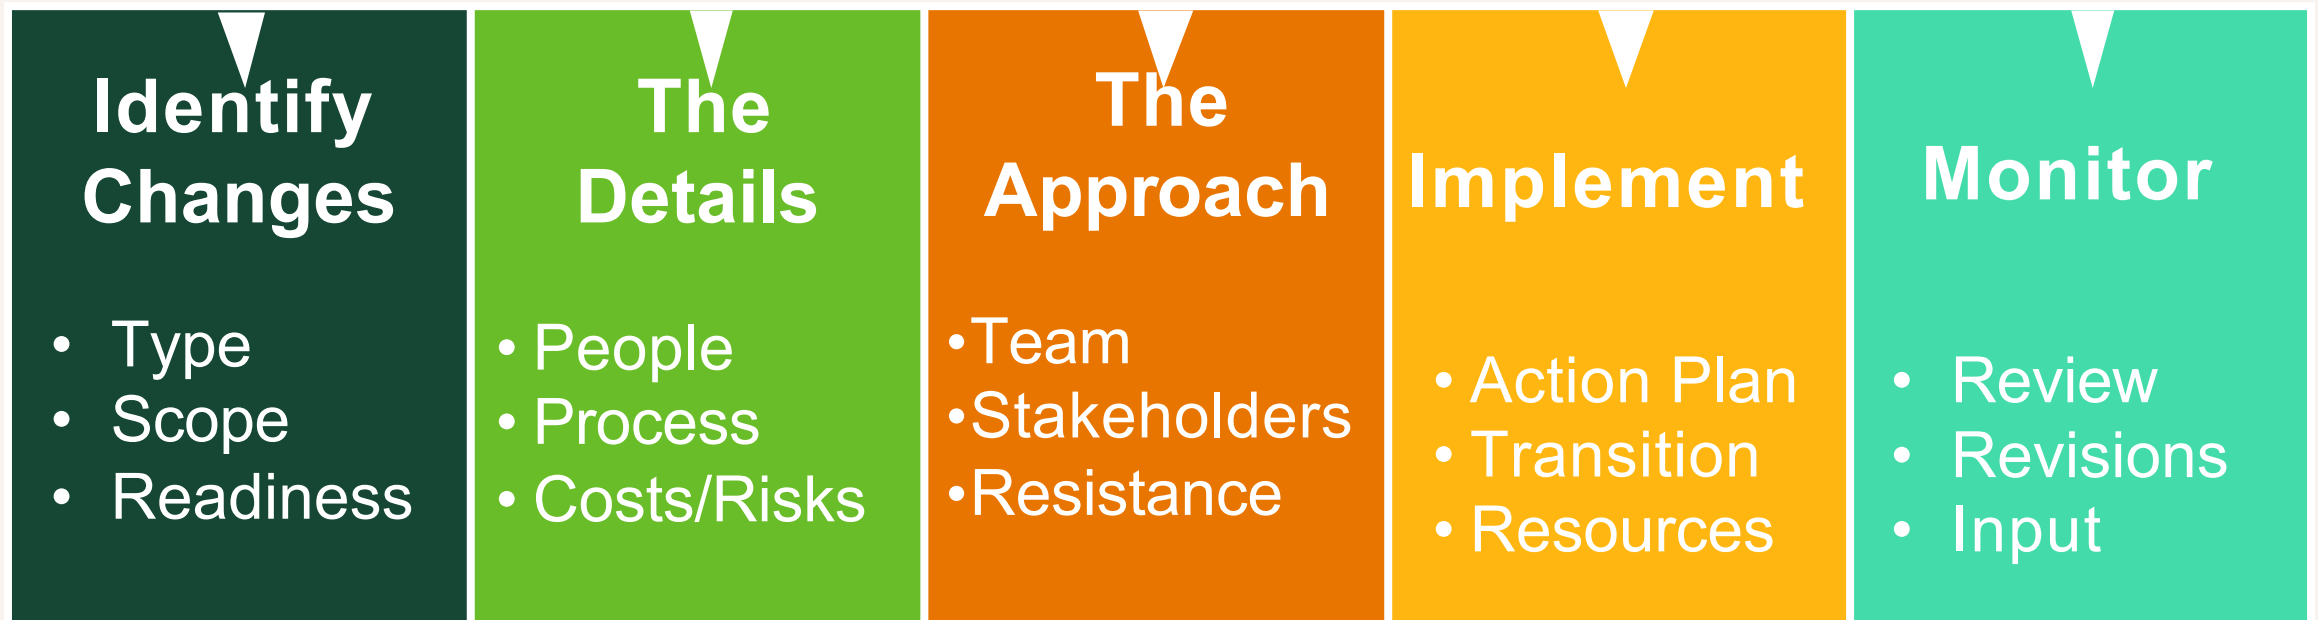 Identify
Changes
• Type
• Scope
• Readiness
The
Details
• People
• Process
• Costs/Risks
The
Approach
•Team
•Stakeholders
•Resistance
Implement
• Action Plan
• Transition
• Resources
Monitor
• Review
• Revisions
• Input